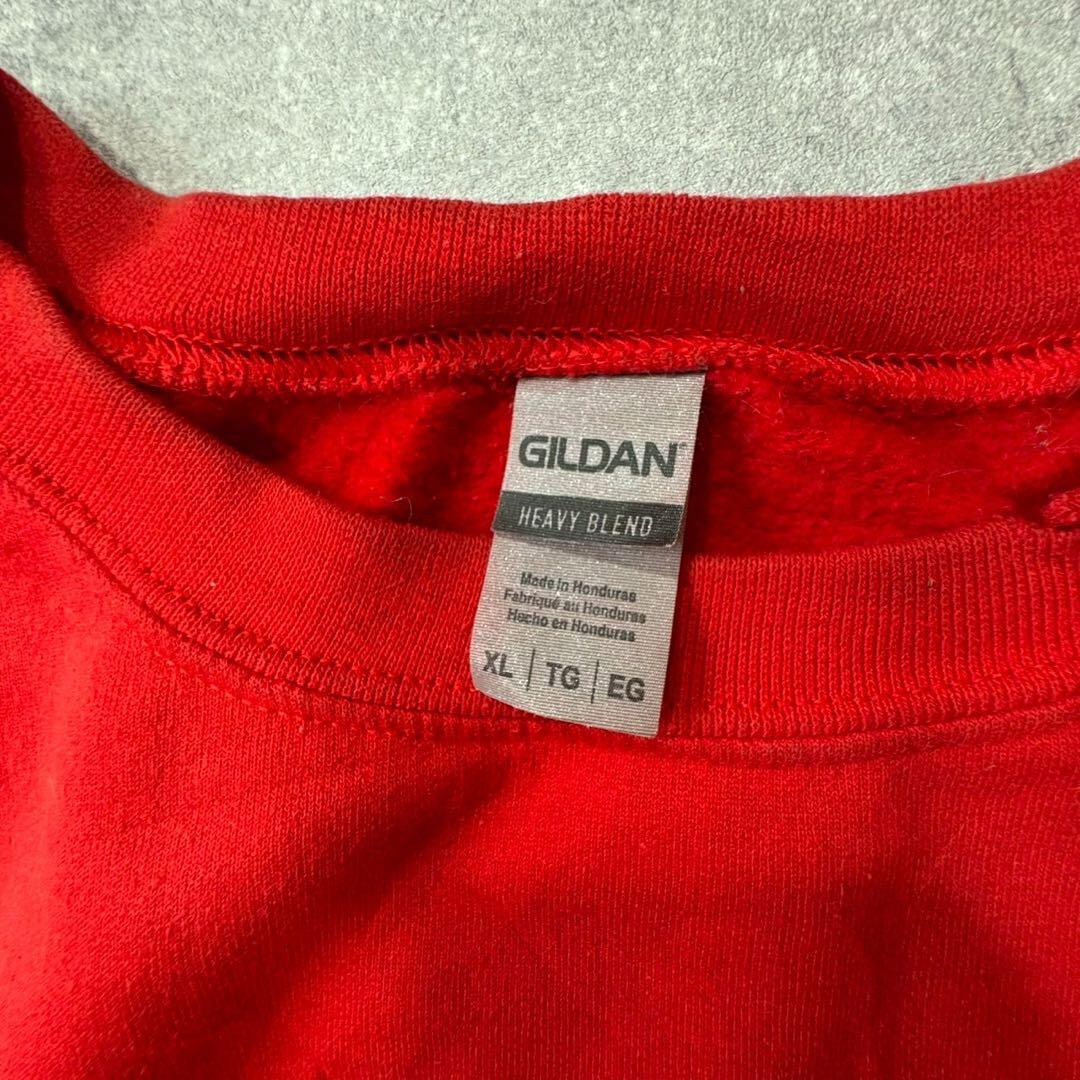 GILDAN
HEAVY BLEND
Made in Honduras
Fabriqué au Honduras
Hecho en Honduras
XL | TG | EG